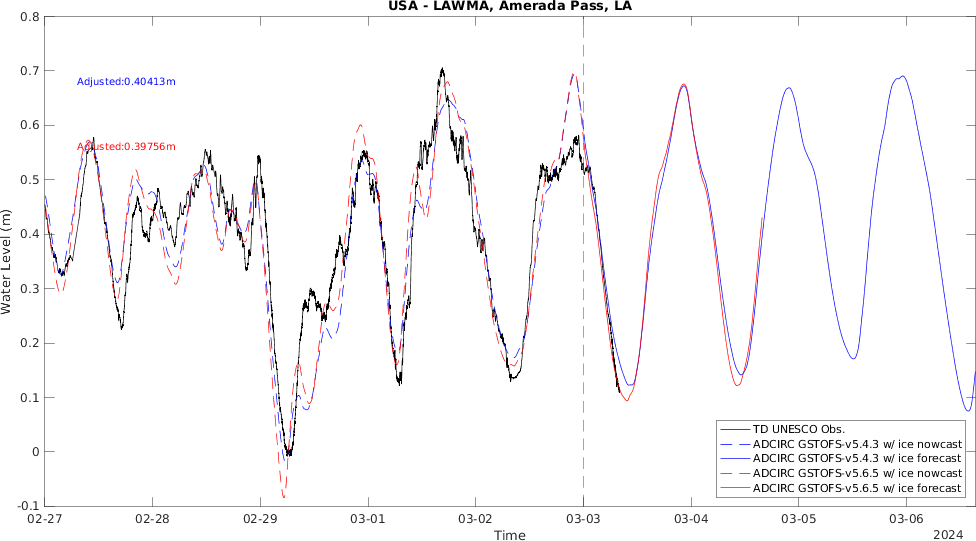 USA - LAWMA, Amerada Pass, LA
0.8
0.7
0.6
0.5
0.4
0.3
0.2
0.1
0
-0.1
Water Level (m)
Adjusted:0.40413m
Adjusted:0.39756m
TD UNESCO Obs.
ADCIRC GSTOFS-v5.4.3 w/ ice nowcast
ADCIRC GSTOFS-v5.4.3 w/ ice forecast
ADCIRC GSTOFS-v5.6.5 w/ ice nowcast
ADCIRC GSTOFS-v5.6.5 w/ ice forecast
02-27 02-28 02-29 03-01 03-02 03-03 03-04 03-05 03-06
Time
2024